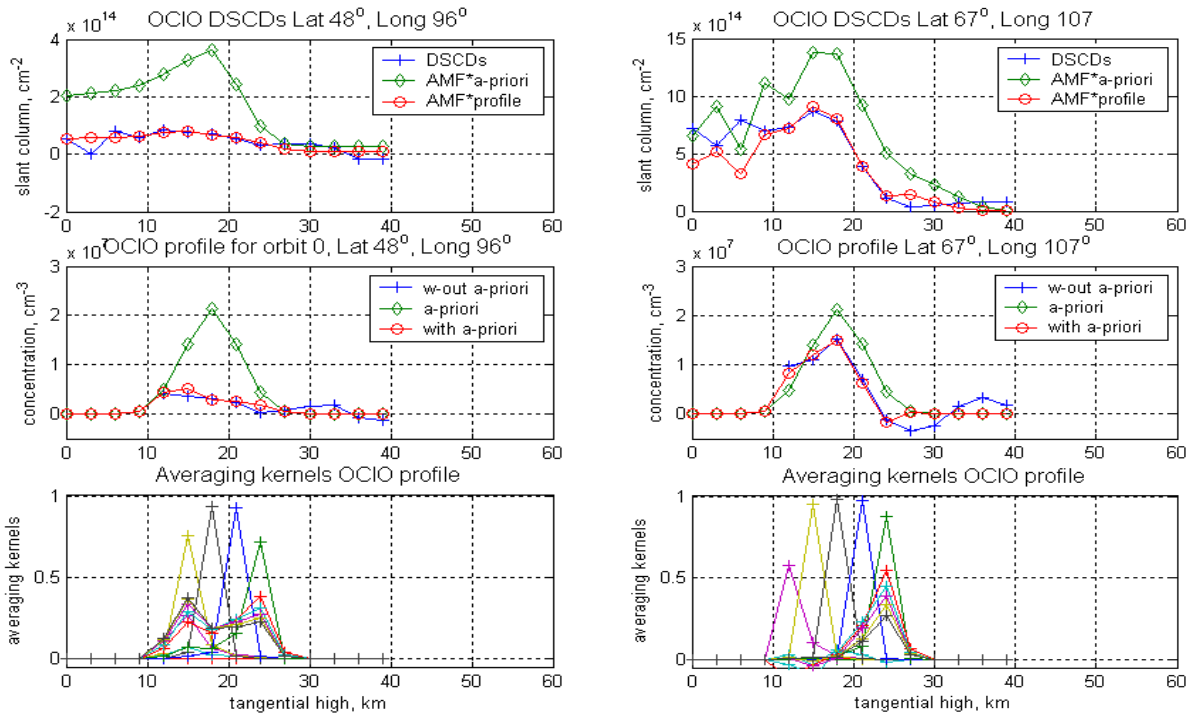 OClO DSCDs Lat 48°, Long 96°
x 10^14
4
2
0
-2
slant column, cm-2
DSCDs
AMF*a-priori
AMF*profile
0 10 20 30 40 50 60
OClO DSCDs Lat 67°, Long 107
x 10^14
15
10
5
0
slant column, cm-2
DSCDs
AMF*a-priori
AMF*profile
0 10 20 30 40 50 60
OClO profile for orbit 0, Lat 48°, Long 96°
x 10^7
3
2
1
0
concentration, cm-3
w-out a-priori
a-priori
with a-priori
0 10 20 30 40 50 60
OClO profile Lat 67°, Long 107°
x 10^7
3
2
1
0
concentration, cm-3
w-out a-priori
a-priori
with a-priori
0 10 20 30 40 50 60
Averaging kernels OClO profile
1
0.5
0
averaging kernels
0 10 20 30 40 50 60
tangential high, km
Averaging kernels OClO profile
1
0.5
0
averaging kernels
0 10 20 30 40 50 60
tangential high, km